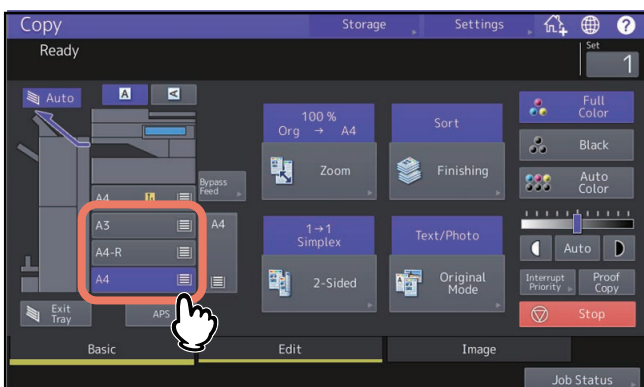 Copy
Storage
Settings
?
Ready
Set
1
Auto
A
A
100 %
Org → A4
Sort
Full
Color
Zoom
Finishing
Black
Bypass
Feed
A4
Auto
Color
A3
A4
A4-R
1→1
Simplex
Text/Photo
Auto
A4
2-Sided
Original
Mode
Interrupt
Priority
Proof
Copy
Exit
Tray
APS
Stop
Basic
Edit
Image
Job Status